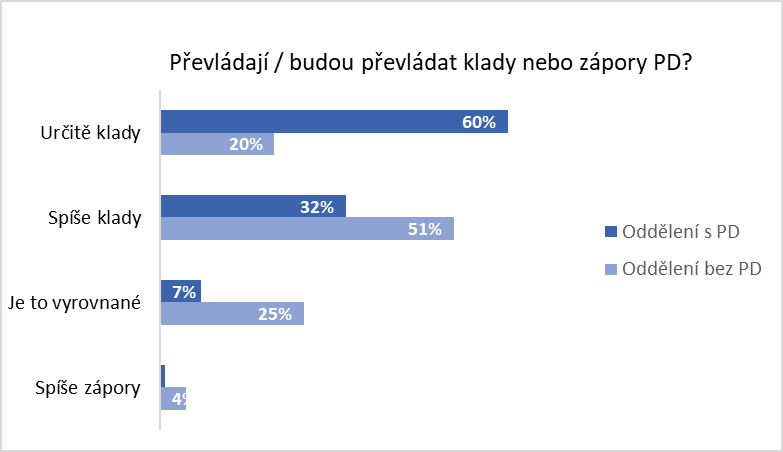 Převládají / budou převládat klady nebo zápory PD?
Určitě klady
60%
20%
Spíše klady
32%
51%
Je to vyrovnané
7%
25%
Spíše zápory
4%
Oddělení s PD
Oddělení bez PD